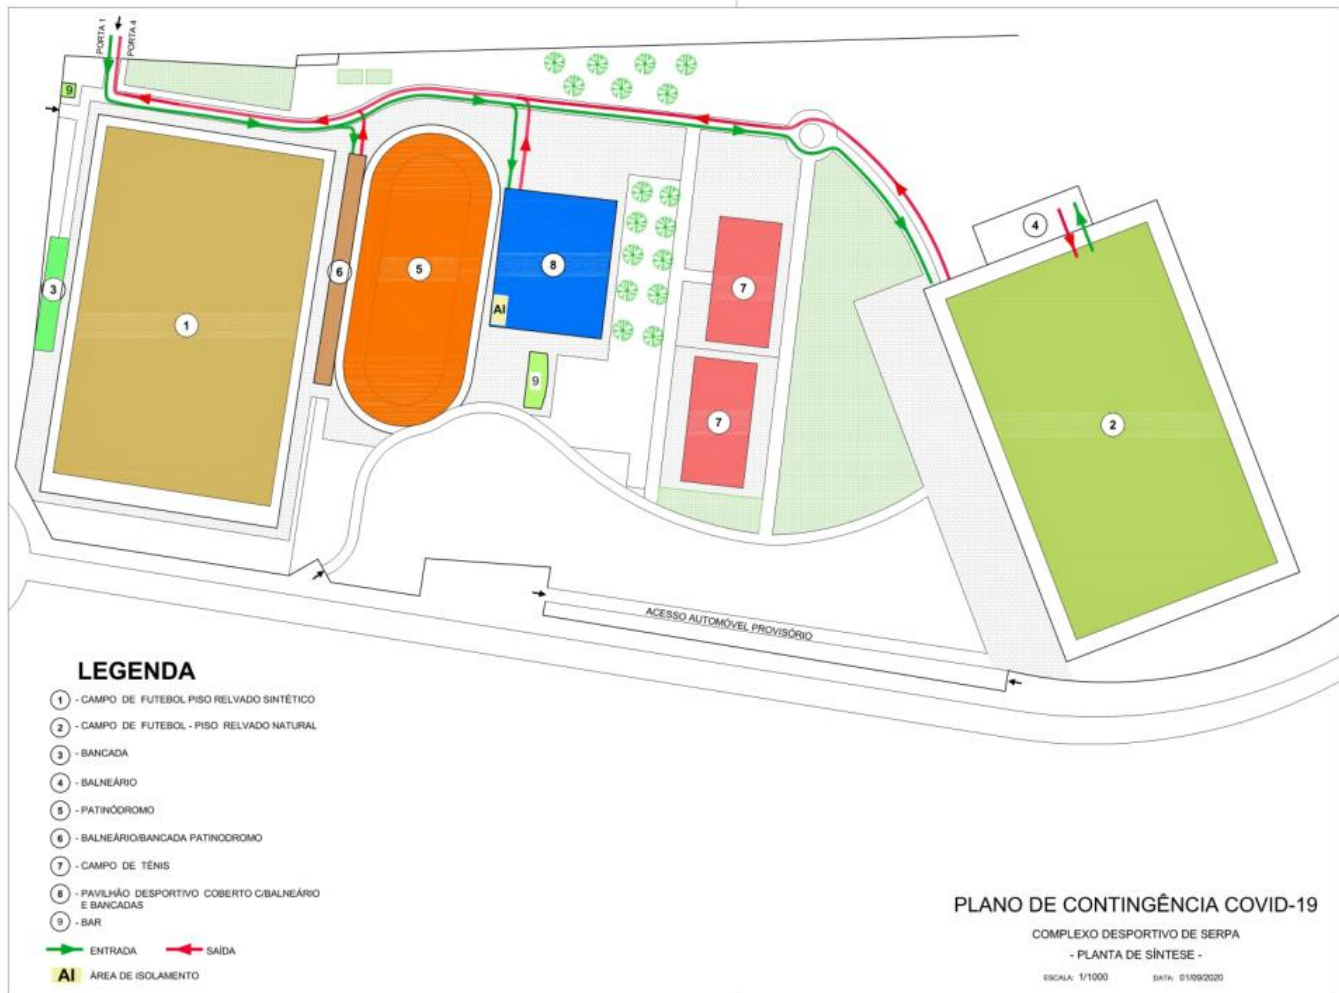 PORTA 1
PORTA 4
9
4
6
5
8
3
7
AI
1
9
7
2
ACESSO AUTOMÓVEL PROVISÓRIO
LEGENDA
1 - CAMPO DE FUTEBOL PISO RELVADO SINTÉTICO
2 - CAMPO DE FUTEBOL - PISO RELVADO NATURAL
3 - BANCADA
4 - BALNEÁRIO
5 - PATINÓDROMO
6 - BALNEÁRIO/BANCADA PATINODROMO
7 - CAMPO DE TÉNIS
8 - PAVILHÃO DESPORTIVO COBERTO C/BALNEÁRIO
E BANCADAS
9 - BAR
ENTRADA SAÍDA
AI ÁREA DE ISOLAMENTO
PLANO DE CONTINGÊNCIA COVID-19
COMPLEXO DESPORTIVO DE SERPA
- PLANTA DE SÍNTESE -
ESCALA: 1/1000 DATA: 01/09/2020